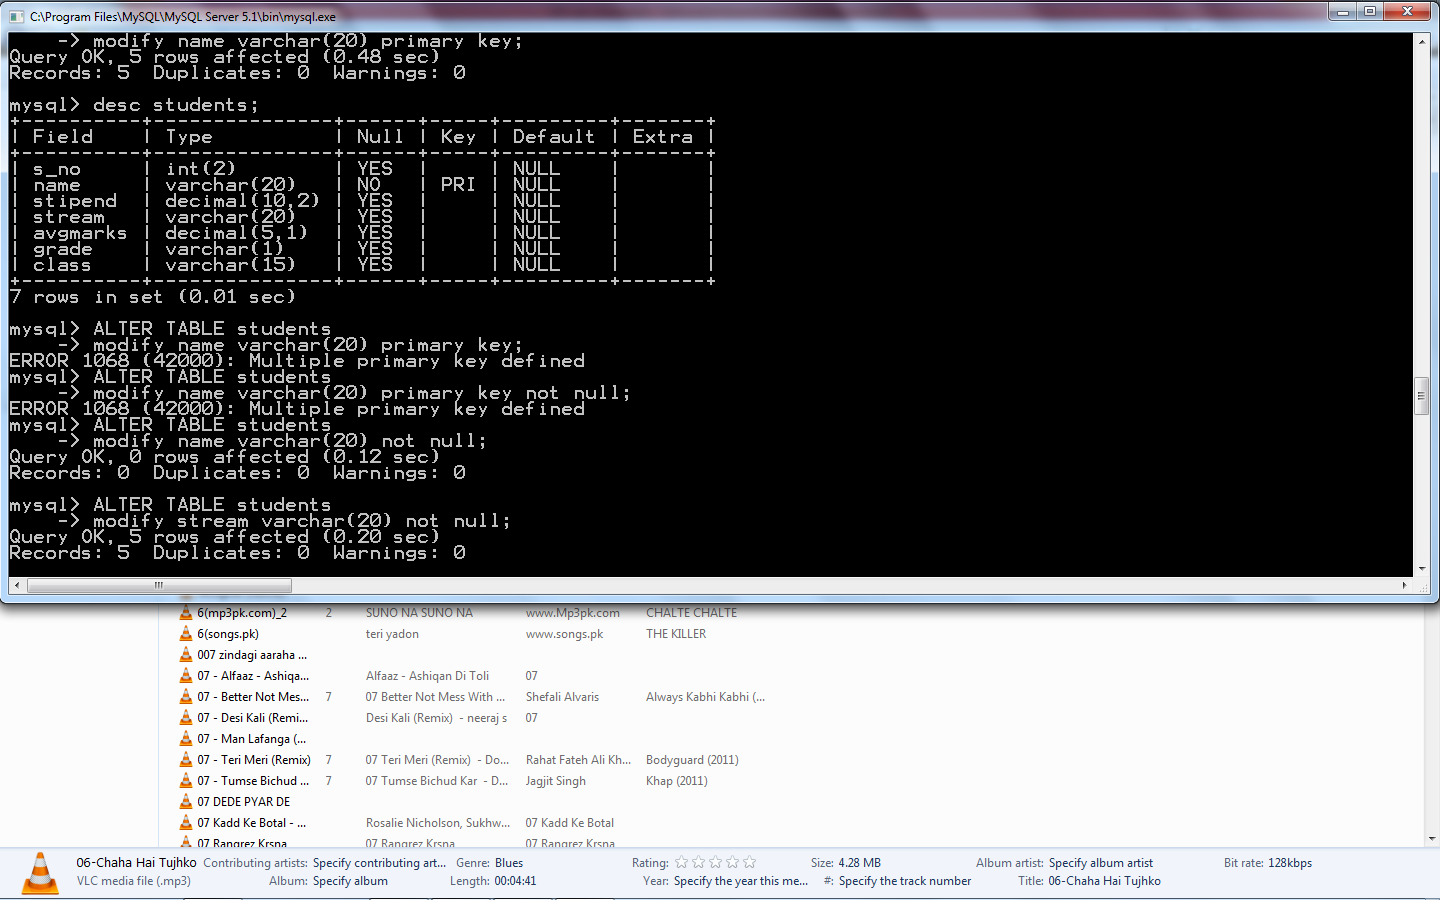 C:\Program Files\MySQL\MySQL Server 5.1\bin\mysql.exe
    -> modify name varchar(20) primary key;
Query OK, 5 rows affected (0.48 sec)
Records: 5  Duplicates: 0  Warnings: 0
mysql> desc students;
+-----------+---------------+------+-----+---------+-------+
| Field     | Type          | Null | Key | Default | Extra |
+-----------+---------------+------+-----+---------+-------+
| s_no      | int(2)        | YES  |     | NULL    |       |
| name      | varchar(20)   | NO   | PRI | NULL    |       |
| stipend   | decimal(10,2) | YES  |     | NULL    |       |
| stream    | varchar(20)   | YES  |     | NULL    |       |
| avgmarks  | decimal(5,1)  | YES  |     | NULL    |       |
| grade     | varchar(1)    | YES  |     | NULL    |       |
| class     | varchar(15)   | YES  |     | NULL    |       |
+-----------+---------------+------+-----+---------+-------+
7 rows in set (0.01 sec)
mysql> ALTER TABLE students
    -> modify name varchar(20) primary key;
ERROR 1068 (42000): Multiple primary key defined
mysql> ALTER TABLE students
    -> modify name varchar(20) primary key not null;
ERROR 1068 (42000): Multiple primary key defined
mysql> ALTER TABLE students
    -> modify name varchar(20) not null;
Query OK, 0 rows affected (0.12 sec)
Records: 0  Duplicates: 0  Warnings: 0
mysql> ALTER TABLE students
    -> modify stream varchar(20) not null;
Query OK, 5 rows affected (0.20 sec)
Records: 5  Duplicates: 0  Warnings: 0
6(mp3pk.com)_2 2 SUNO NA SUNO NA www.Mp3pk.com CHALTE CHALTE
6(songs.pk) teri yadon www.songs.pk THE KILLER
007 zindagi aaraha ...
07 - Alfaaz - Ashiqa... Alfaaz - Ashiqan Di Toli 07
07 - Better Not Mes... 7 07 Better Not Mess With ... Shefali Alvaris Always Kabhi Kabhi (...
07 - Desi Kali (Remi... Desi Kali (Remix)  - neeraj s 07
07 - Man Lafanga (...
07 - Teri Meri (Remix) 7 07 Teri Meri (Remix)  - Do... Rahat Fateh Ali Kh... Bodyguard (2011)
07 - Tumse Bichud ... 7 07 Tumse Bichud Kar  - D... Jagjit Singh Khap (2011)
07 DEDE PYAR DE
07 Kadd Ke Botal - ... Rosalie Nicholson, Sukhw... 07 Kadd Ke Botal
07 Rangrez Krsna 07 Rangrez Krsna 07 Rangrez Krsna
06-Chaha Hai Tujhko Contributing artists: Specify contributing art... Genre: Blues Rating: Size: 4.28 MB Album artist: Specify album artist Bit rate: 128kbps
VLC media file (.mp3) Album: Specify album Length: 00:04:41 Year: Specify the year this me... #: Specify the track number Title: 06-Chaha Hai Tujhko